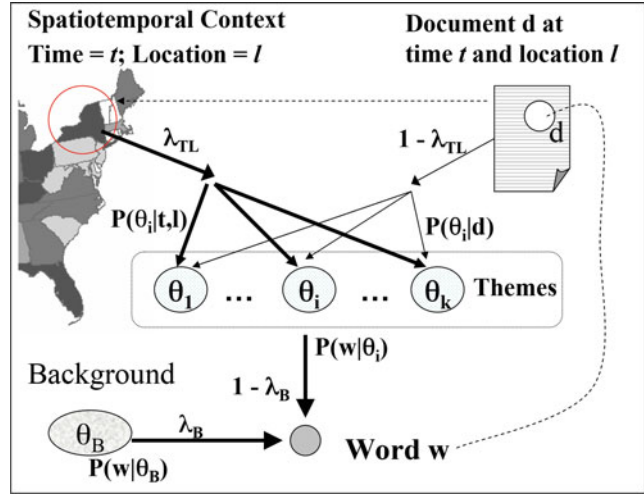 Spatiotemporal Context
Time = t; Location = l
Document d at
time t and location l
d
λTL
1 - λTL
P(θi|t,l)
P(θi|d)
θ1 ... θi ... θk Themes
P(w|θi)
Background
1 - λB
θB
λB
Word w
P(w|θB)